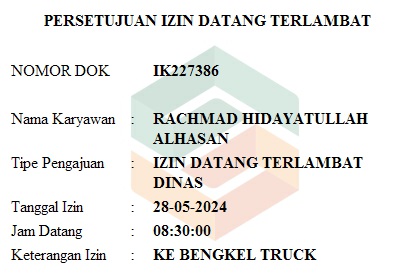 PERSETUJUAN IZIN DATANG TERLAMBAT
NOMOR DOK IK227386
Nama Karyawan : RACHMAD HIDAYATULLAH
ALHASAN
Tipe Pengajuan : IZIN DATANG TERLAMBAT
DINAS
Tanggal Izin : 28-05-2024
Jam Datang : 08:30:00
Keterangan Izin : KE BENGKEL TRUCK